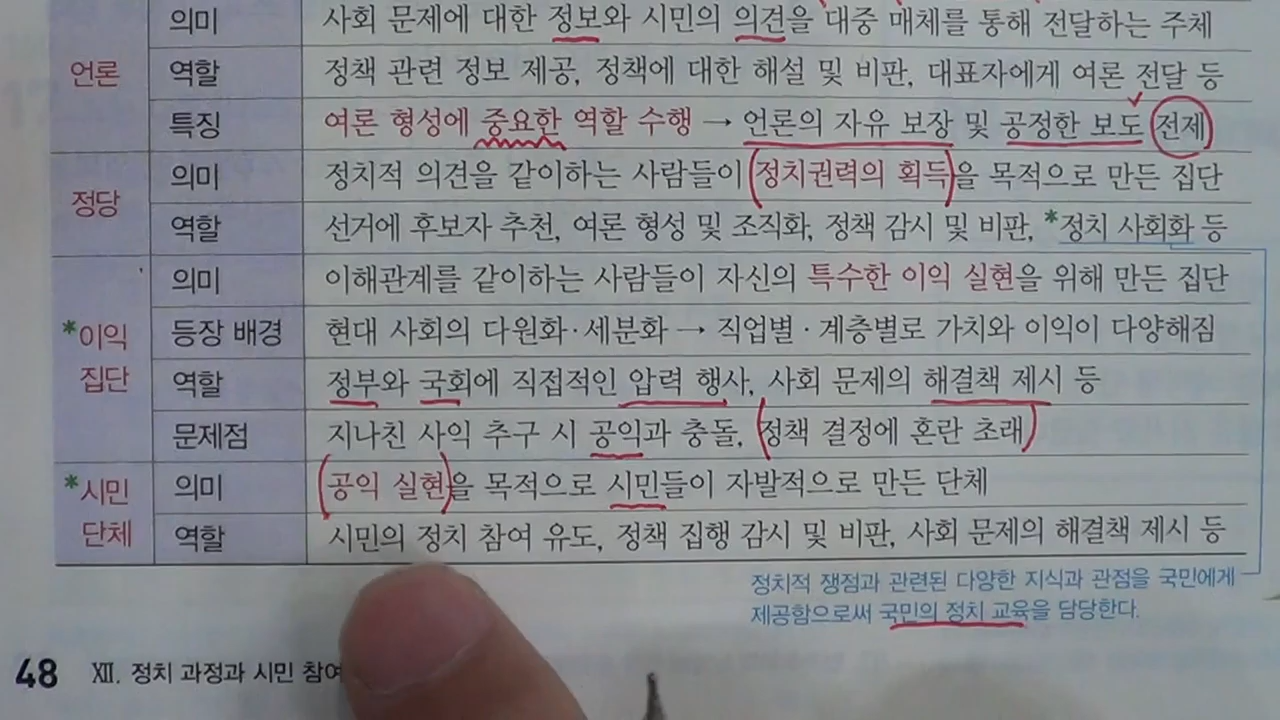 의미 사회 문제에 대한 정보와 시민의 의견을 대중 매체를 통해 전달하는 주체
언론 역할 정책 관련 정보 제공, 정책에 대한 해설 및 비판, 대표자에게 여론 전달 등
특징 여론 형성에 중요한 역할 수행 → 언론의 자유 보장 및 공정한 보도 전제
정당 의미 정치적 의견을 같이하는 사람들이 정치권력의 획득을 목적으로 만든 집단
역할 선거에 후보자 추천, 여론 형성 및 조직화, 정책 감시 및 비판, *정치 사회화 등
의미 이해관계를 같이하는 사람들이 자신의 특수한 이익 실현을 위해 만든 집단
*이익 등장 배경 현대 사회의 다원화·세분화 → 직업별·계층별로 가치와 이익이 다양해짐
집단 역할 정부와 국회에 직접적인 압력 행사, 사회 문제의 해결책 제시 등
문제점 지나친 사익 추구 시 공익과 충돌, 정책 결정에 혼란 초래
*시민 의미 공익 실현을 목적으로 시민들이 자발적으로 만든 단체
단체 역할 시민의 정치 참여 유도, 정책 집행 감시 및 비판, 사회 문제의 해결책 제시 등
정치적 쟁점과 관련된 다양한 지식과 관점을 국민에게
제공함으로써 국민의 정치 교육을 담당한다.
48 XII. 정치 과정과 시민 참여